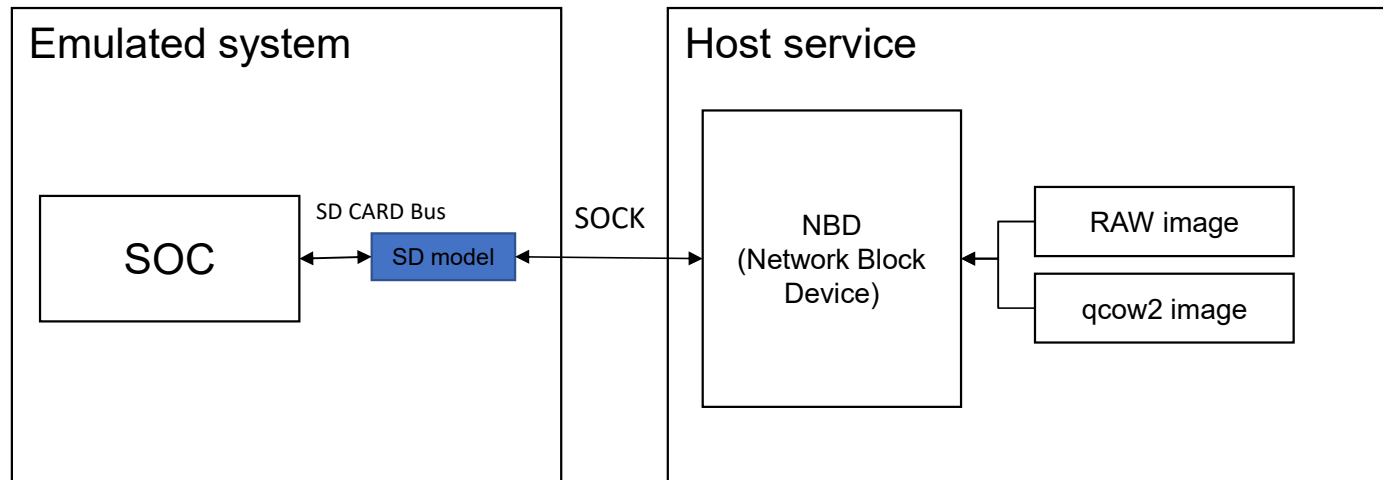 Emulated system
Host service
SD CARD Bus
SOC
SD model
SOCK
NBD
(Network Block
Device)
RAW image
qcow2 image